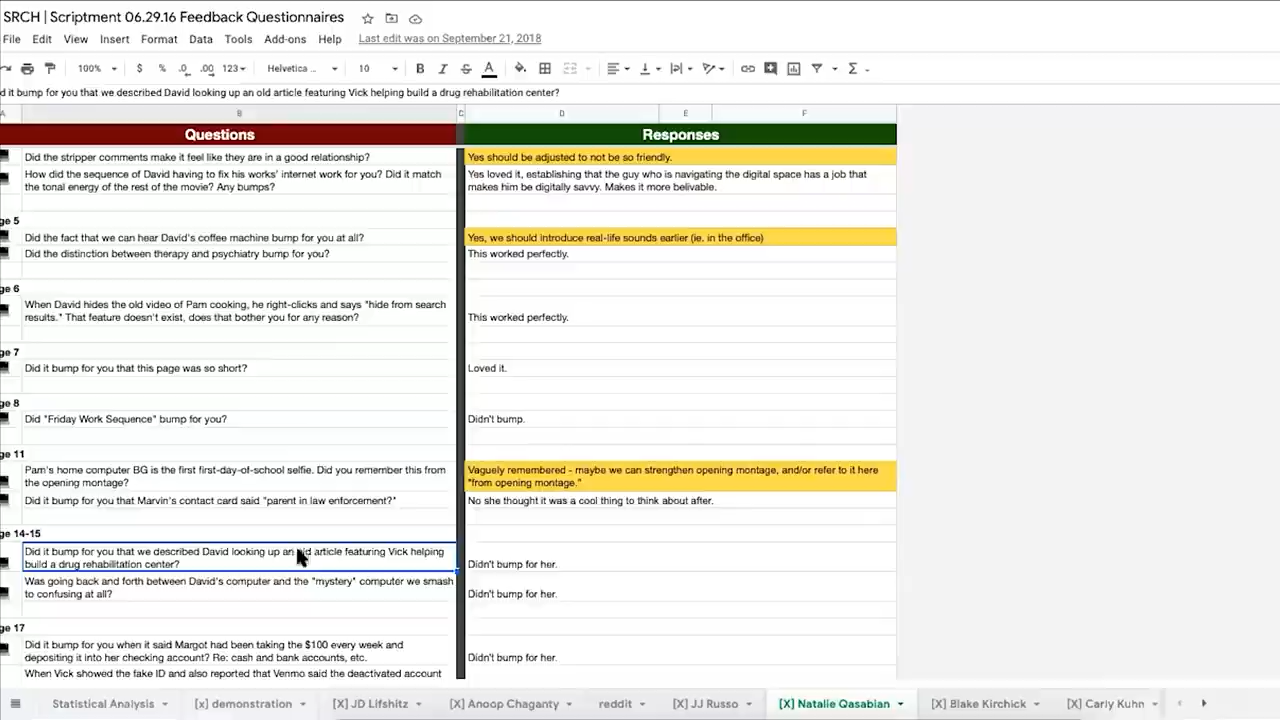 SRCH | Scriptment 06.29.16 Feedback Questionnaires
File Edit View Insert Format Data Tools Add-ons Help Last edit was on September 21, 2018
100% $ % .0 .00 123 Helvetica ... 10 B I S A
d it bump for you that we described David looking up an old article featuring Vick helping build a drug rehabilitation center?
A B C D E F
Questions Responses
Did the stripper comments make it feel like they are in a good relationship? Yes should be adjusted to not be so friendly.
How did the sequence of David having to fix his works' internet work for you? Did it match Yes loved it, establishing that the guy who is navigating the digital space has a job that
the tonal energy of the rest of the movie? Any bumps? makes him be digitally savvy. Makes it more belivable.
ge 5
Did the fact that we can hear David's coffee machine bump for you at all? Yes, we should introduce real-life sounds earlier (ie. in the office)
Did the distinction between therapy and psychiatry bump for you? This worked perfectly.
ge 6
When David hides the old video of Pam cooking, he right-clicks and says "hide from search
results." That feature doesn't exist, does that bother you for any reason? This worked perfectly.
ge 7
Did it bump for you that this page was so short? Loved it.
ge 8
Did "Friday Work Sequence" bump for you? Didn't bump.
ge 11
Pam's home computer BG is the first first-day-of-school selfie. Did you remember this from Vaguely remembered - maybe we can strengthen opening montage, and/or refer to it here
the opening montage? "from opening montage."
Did it bump for you that Marvin's contact card said "parent in law enforcement?" No she thought it was a cool thing to think about after.
ge 14-15
Did it bump for you that we described David looking up an old article featuring Vick helping
build a drug rehabilitation center? Didn't bump for her.
Was going back and forth between David's computer and the "mystery" computer we smash
to confusing at all? Didn't bump for her.
ge 17
Did it bump for you when it said Margot had been taking the $100 every week and
depositing it into her checking account? Re: cash and bank accounts, etc. Didn't bump for her.
When Vick showed the fake ID and also reported that Venmo said the deactivated account
Statistical Analysis [x] demonstration [X] JD Lifshitz [X] Anoop Chaganty reddit [X] JJ Russo [X] Natalie Qasabian [X] Blake Kirchick [X] Carly Kuhn